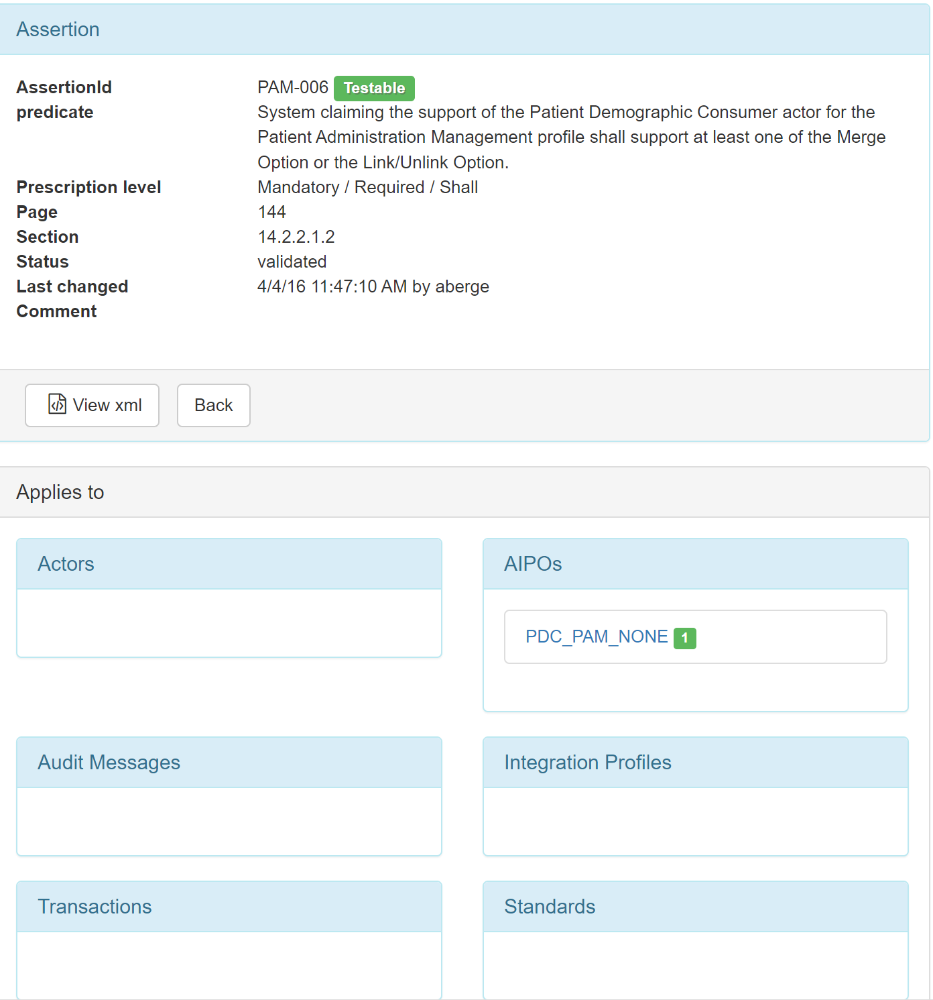 Assertion
AssertionId PAM-006 Testable
predicate System claiming the support of the Patient Demographic Consumer actor for the
Patient Administration Management profile shall support at least one of the Merge
Option or the Link/Unlink Option.
Prescription level Mandatory / Required / Shall
Page 144
Section 14.2.2.1.2
Status validated
Last changed 4/4/16 11:47:10 AM by aberge
Comment
View xml Back
Applies to
Actors
AIPOs
PDC_PAM_NONE 1
Audit Messages
Integration Profiles
Transactions
Standards